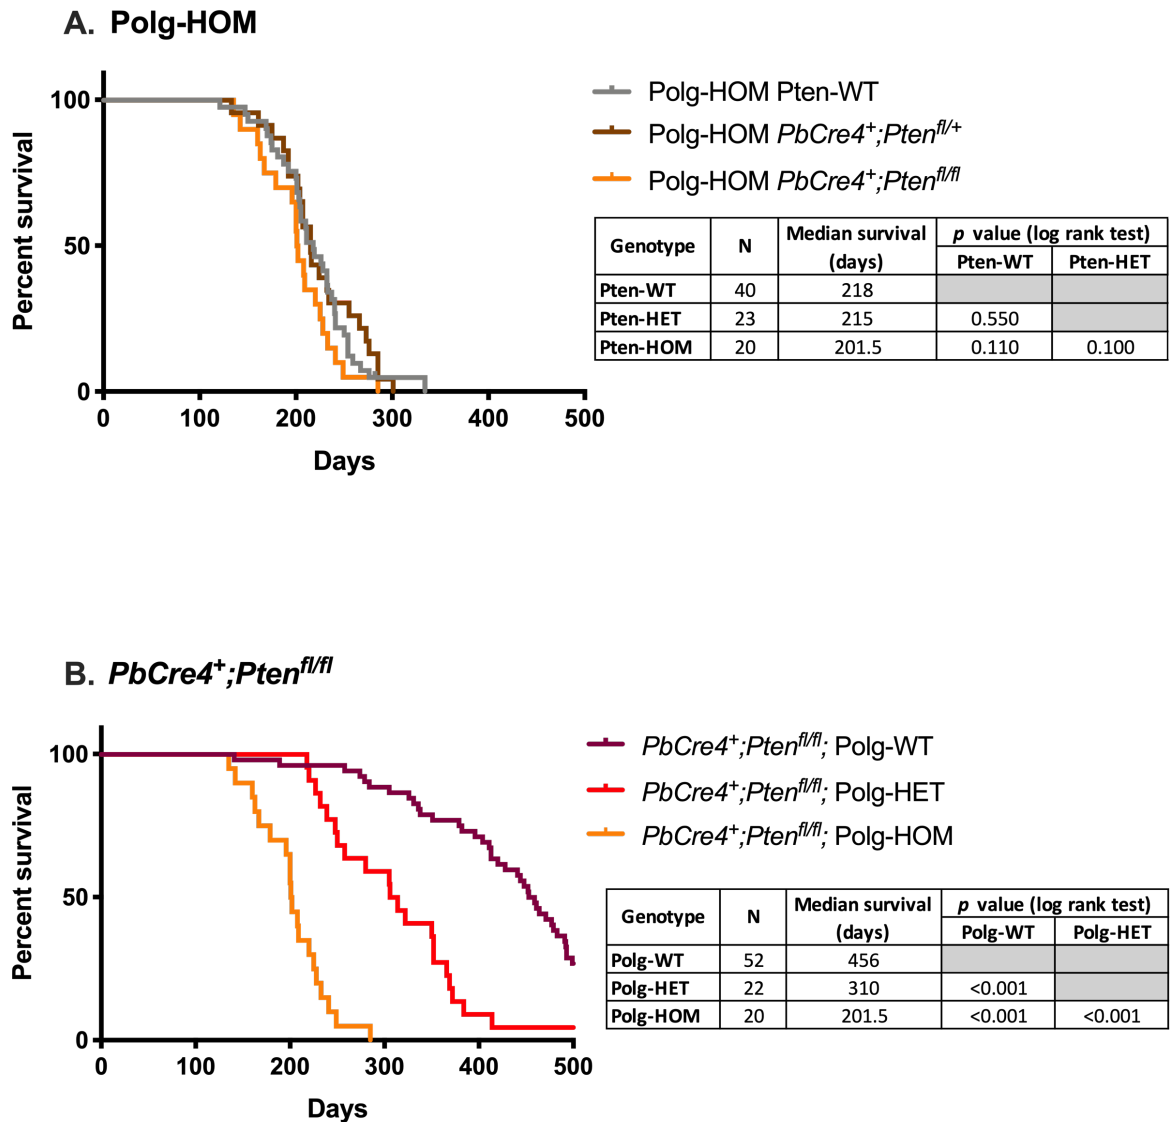 A. Polg-HOM
100
50
0
Percent survival
0 100 200 300 400 500
Days
Polg-HOM Pten-WT
Polg-HOM PbCre4+;Ptenfl/+
Polg-HOM PbCre4+;Ptenfl/fl
Genotype N Median survival (days) p value (log rank test)
Pten-WT Pten-HET
Pten-WT 40 218
Pten-HET 23 215 0.550
Pten-HOM 20 201.5 0.110 0.100
B. PbCre4+;Ptenfl/fl
100
50
0
Percent survival
0 100 200 300 400 500
Days
PbCre4+;Ptenfl/fl; Polg-WT
PbCre4+;Ptenfl/fl; Polg-HET
PbCre4+;Ptenfl/fl; Polg-HOM
Genotype N Median survival (days) p value (log rank test)
Polg-WT Polg-HET
Polg-WT 52 456
Polg-HET 22 310 <0.001
Polg-HOM 20 201.5 <0.001 <0.001